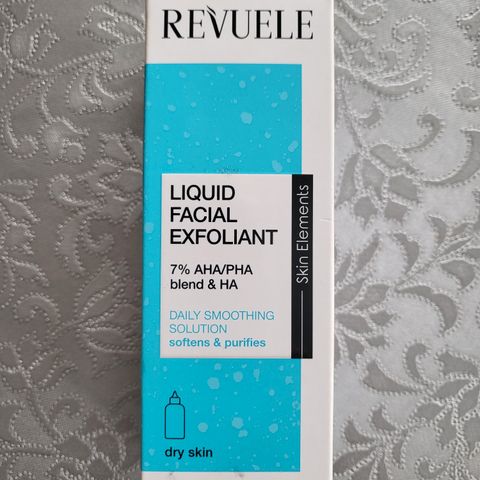 REVUELE
LIQUID
FACIAL
EXFOLIANT
7% AHA/PHA
blend & HA
DAILY SMOOTHING
SOLUTION
softens & purifies
Skin Elements
dry skin